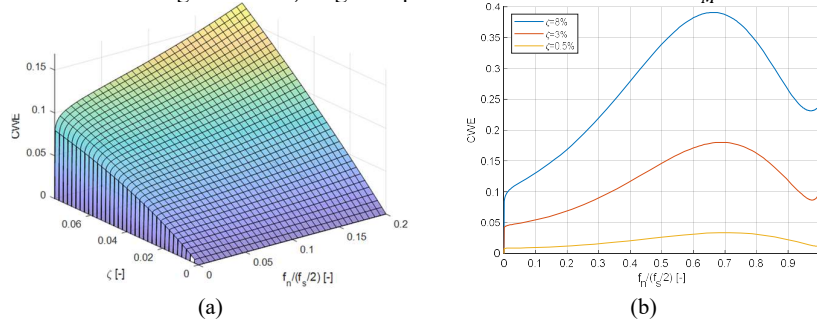 M
0.15
0.1
0.05
0
CWE
0.06
0.04
0.02
0
ζ [-]
0
0.05
0.1
0.15
0.2
f_n/(f_s/2) [-]
(a)
0.4
0.35
0.3
0.25
0.2
0.15
0.1
0.05
0
CWE
ζ=8%
ζ=3%
ζ=0.5%
0 0.1 0.2 0.3 0.4 0.5 0.6 0.7 0.8 0.9
f_n/(f_s/2) [-]
(b)